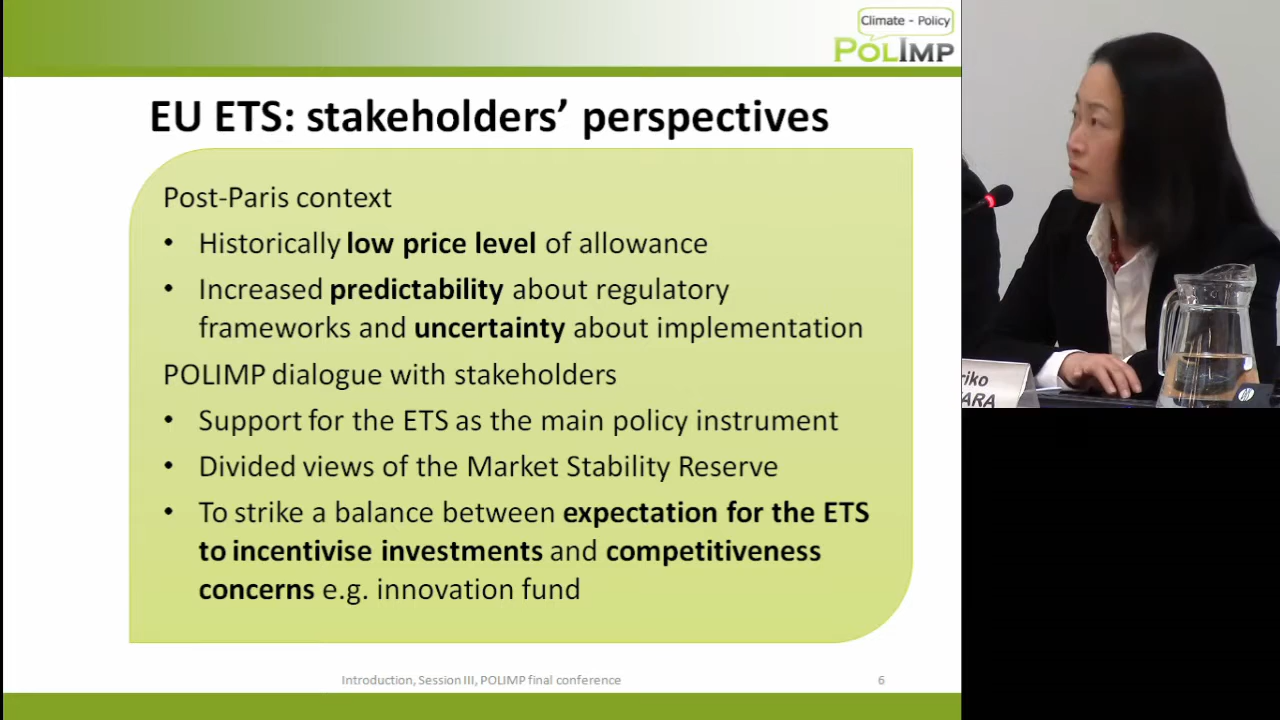 Climate - Policy
POLIMP
EU ETS: stakeholders’ perspectives
Post-Paris context
• Historically low price level of allowance
• Increased predictability about regulatory
frameworks and uncertainty about implementation
POLIMP dialogue with stakeholders
• Support for the ETS as the main policy instrument
• Divided views of the Market Stability Reserve
• To strike a balance between expectation for the ETS
to incentivise investments and competitiveness
concerns e.g. innovation fund
Introduction, Session III, POLIMP final conference
6
riko
ARA